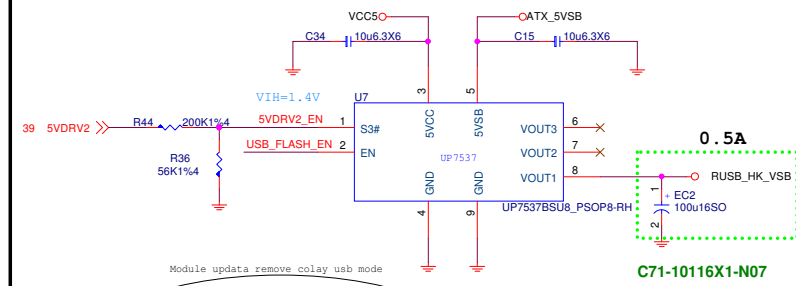 VCC5 ATX_5VSB
C34 10u6.3X6 C15 10u6.3X6
VIH=1.4V U7 3 5
39 5VDRV2 R44 200K1%4 5VDRV2_EN 1 S3# 5VCC 5VSB VOUT3 6
R36 56K1%4 USB_FLASH_EN 2 EN UP7537 VOUT2 7
VOUT1 8
GND GND
4 9
UP7537BSU8_PSOP8-RH
0.5A
RUSB_HK_VSB
1 + EC2
100u16SO
2
C71-10116X1-N07
Module updata remove colay usb mode